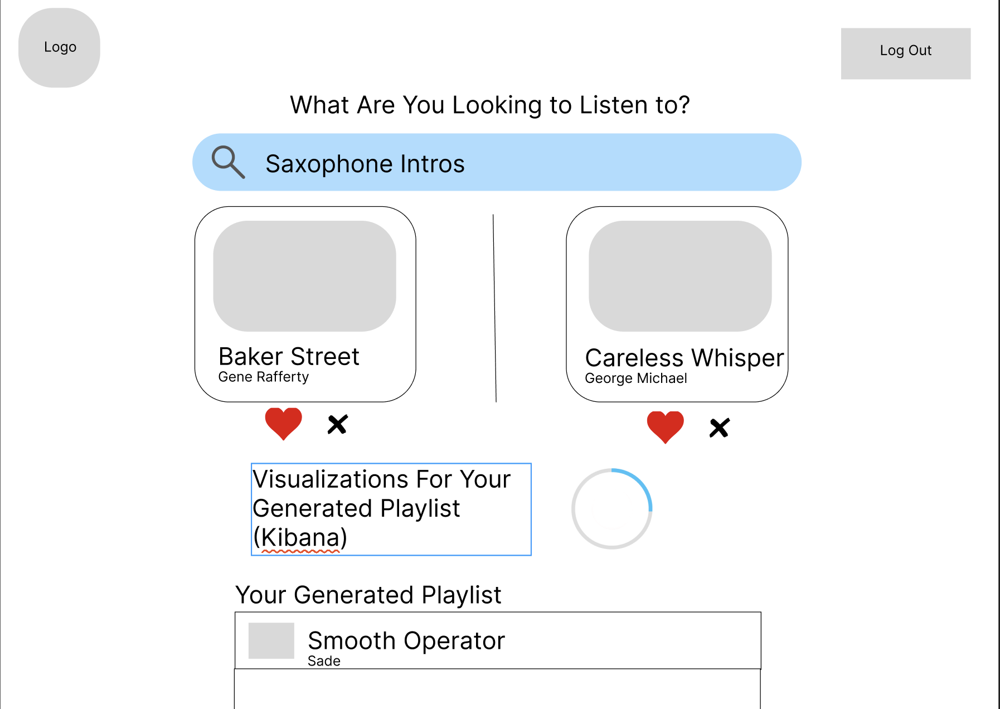 Logo
Log Out
What Are You Looking to Listen to?
Saxophone Intros
Baker Street
Gene Rafferty
Careless Whisper
George Michael
Visualizations For Your
Generated Playlist
(Kibana)
Your Generated Playlist
Smooth Operator
Sade